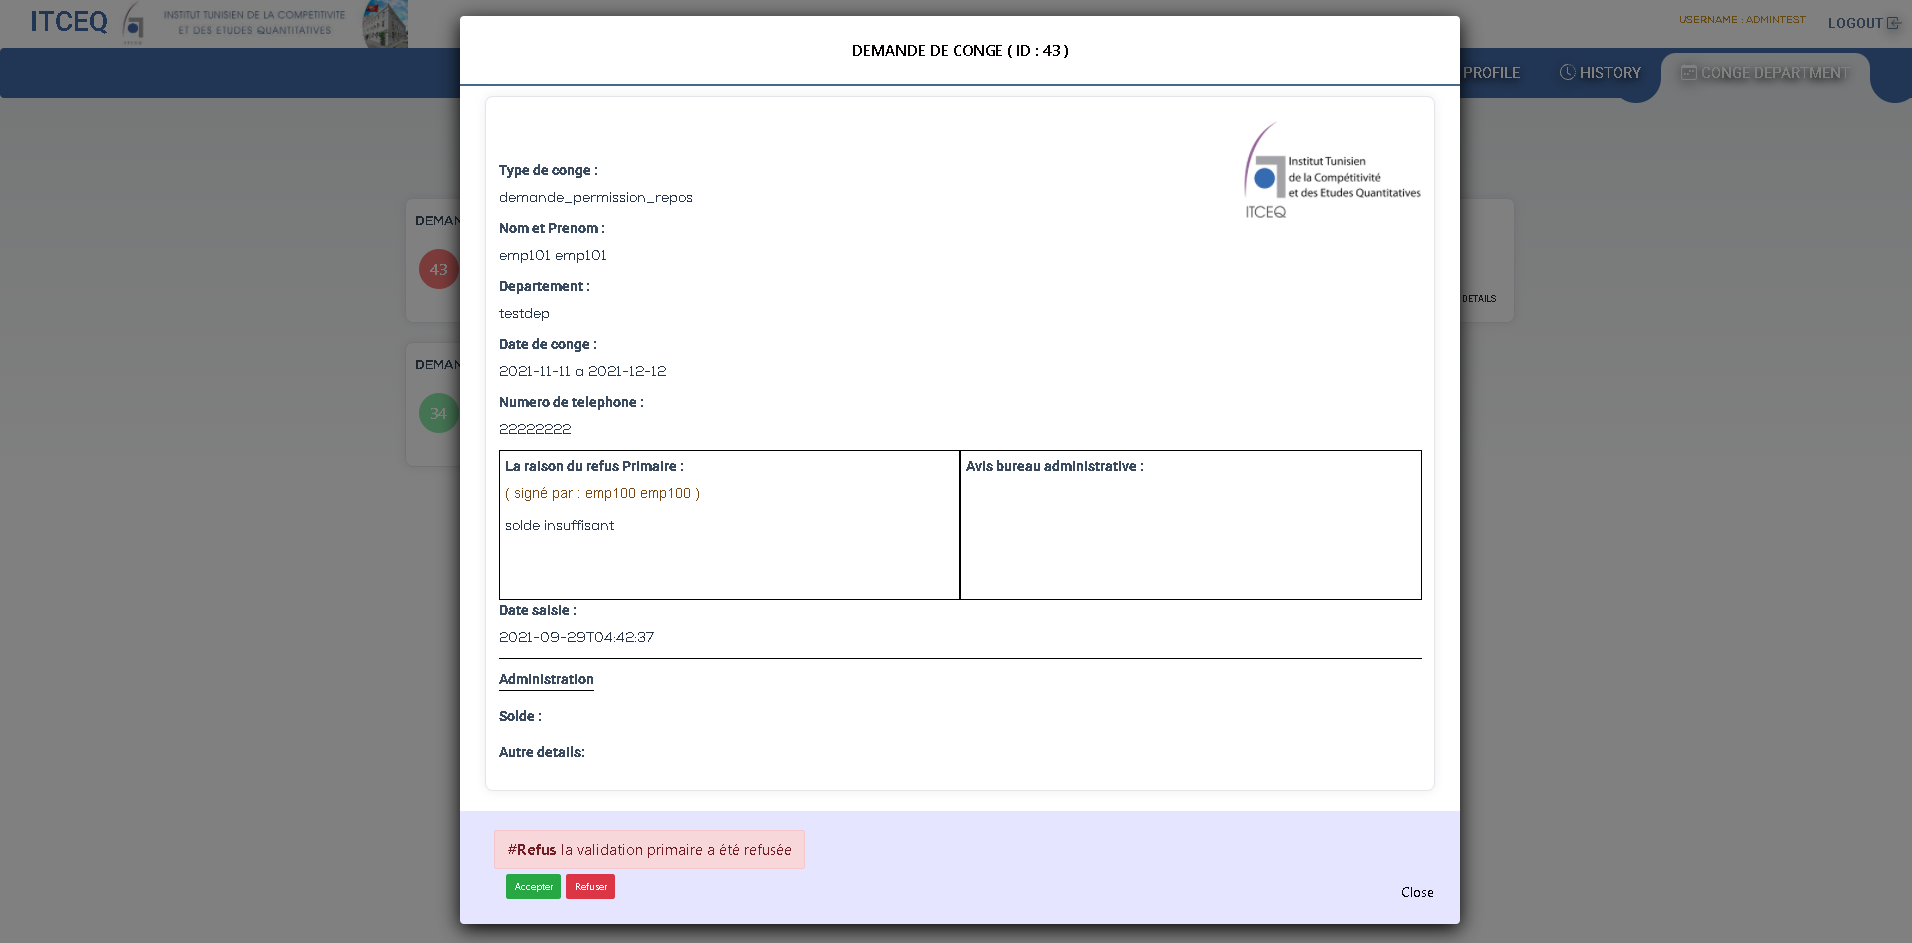 ITCEQ
INSTITUT TUNISIEN DE LA COMPETITIVITE
ET DES ETUDES QUANTITATIVES
USERNAME : ADMINTEST
LOGOUT
PROFILE
HISTORY
CONGE DEPARTMENT
DEMANDE DE CONGE ( ID : 43 )
Institut Tunisien
de la Compétitivité
et des Etudes Quantitatives
ITCEQ
Type de conge :
demande_permission_repos
Nom et Prenom :
emp101 emp101
Departement :
testdep
Date de conge :
2021-11-11 a 2021-12-12
Numero de telephone :
22222222
La raison du refus Primaire :
( signé par : emp100 emp100 )
solde insuffisant
Avis bureau administrative :
Date saisie :
2021-09-29T04:42:37
Administration
Solde :
Autre details:
#Refus la validation primaire a été refusée
Accepter
Refuser
Close
DEMAN
43
DETAILS
DEMAN
34